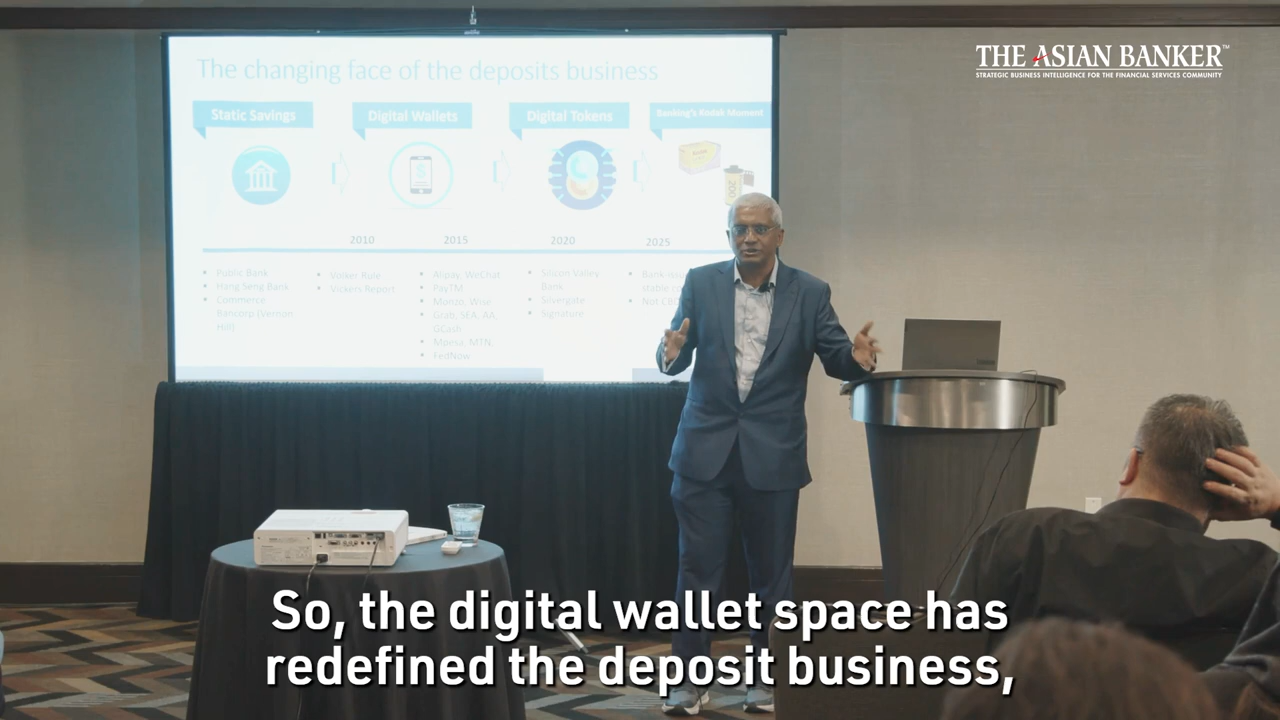 THE ASIAN BANKER™
STRATEGIC BUSINESS INTELLIGENCE FOR THE FINANCIAL SERVICES COMMUNITY
The changing face of the deposits business
Static Savings
Digital Wallets
Digital Tokens
Banking's Kodak Moment
2010
2015
2020
2025
Public Bank
Hang Seng Bank
Commerce
Bancorp (Vernon
Hill)
Volker Rule
Vickers Report
Alipay, WeChat
PayTM
Monzo, Wise
Grab, SEA, AA,
GCash
Mpesa, MTN,
FedNow
Silicon Valley
Bank
Silvergate
Signature
Not
So, the digital wallet space has
redefined the deposit business,